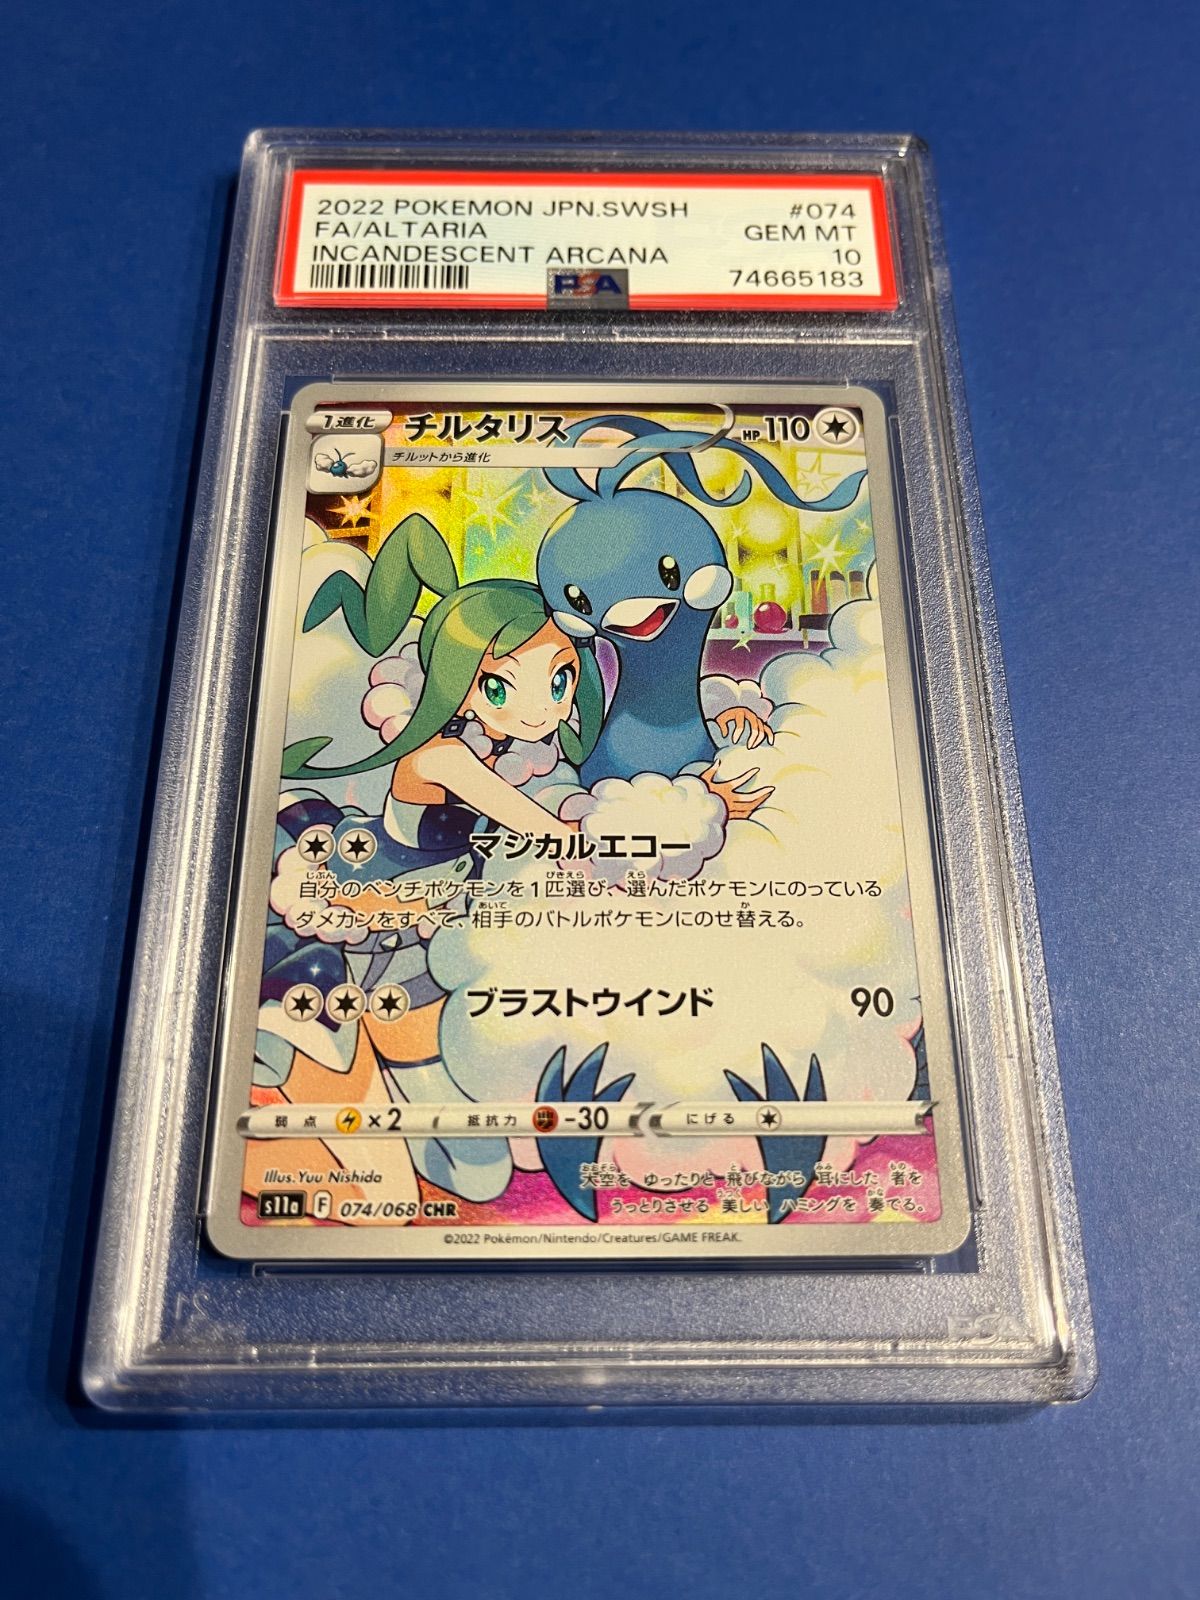 2022 POKEMON JPN.SWSH #074
FA/ALTARIA GEM MT
INCANDESCENT ARCANA 10
PSA 74665183
1進化 チルタリス HP110
チルットから進化
マジカルエコー
自分のベンチポケモンを1匹選び、選んだポケモンにのっている
ダメカンをすべて、相手のバトルポケモンにのせ替える。
ブラストウインド 90
弱点 ×2 抵抗力 -30 にげる
Illus. Yuu Nishida
大空を ゆったりと 飛びながら 耳にした 者を
うっとりさせる 美しい ハミングを 奏でる。
s11a F 074/068 CHR
©2022 Pokémon/Nintendo/Creatures/GAME FREAK.
PSA